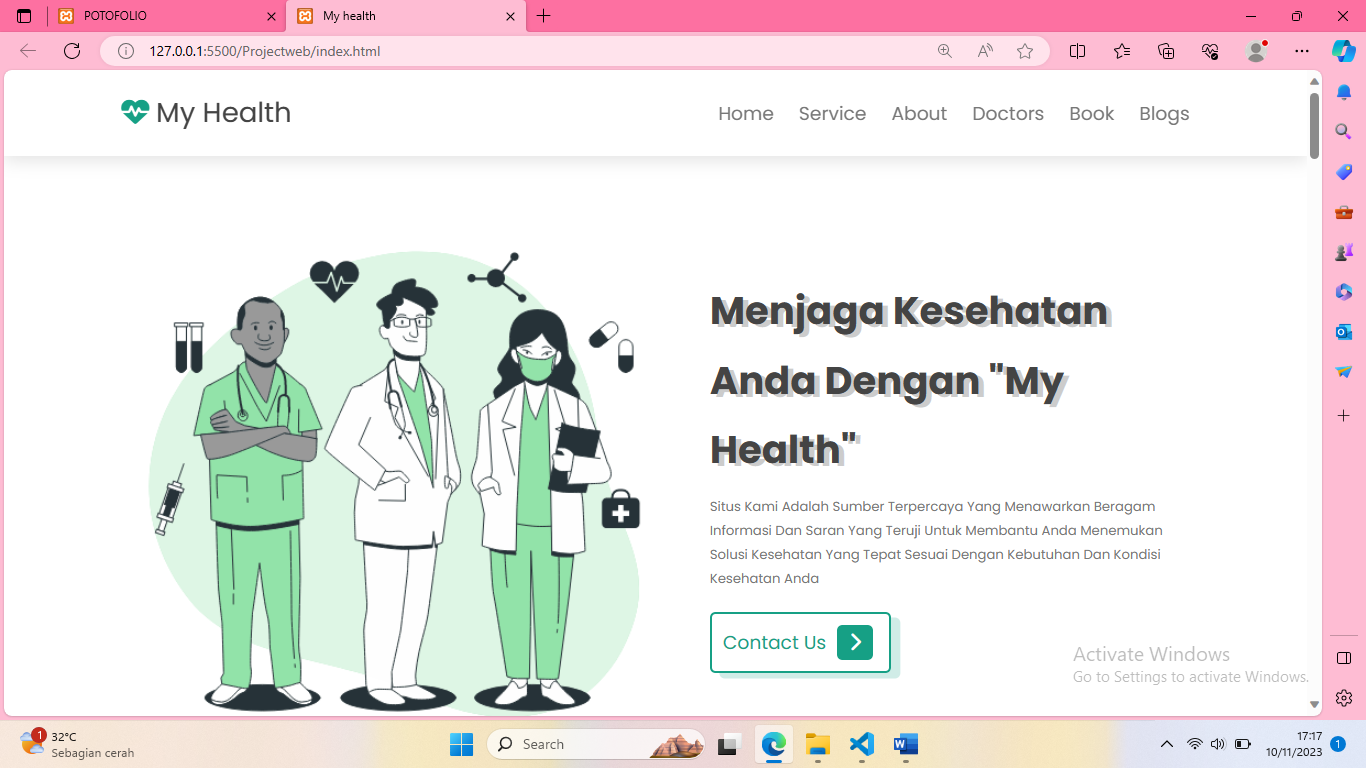 POTOFOLIO
My health
127.0.0.1:5500/Projectweb/index.html
My Health
Home Service About Doctors Book Blogs
Menjaga Kesehatan
Anda Dengan "My
Health"
Situs Kami Adalah Sumber Terpercaya Yang Menawarkan Beragam
Informasi Dan Saran Yang Teruji Untuk Membantu Anda Menemukan
Solusi Kesehatan Yang Tepat Sesuai Dengan Kebutuhan Dan Kondisi
Kesehatan Anda
Contact Us
Activate Windows
Go to Settings to activate Windows.
1
32°C
Sebagian cerah
Search
17:17
10/11/2023
1